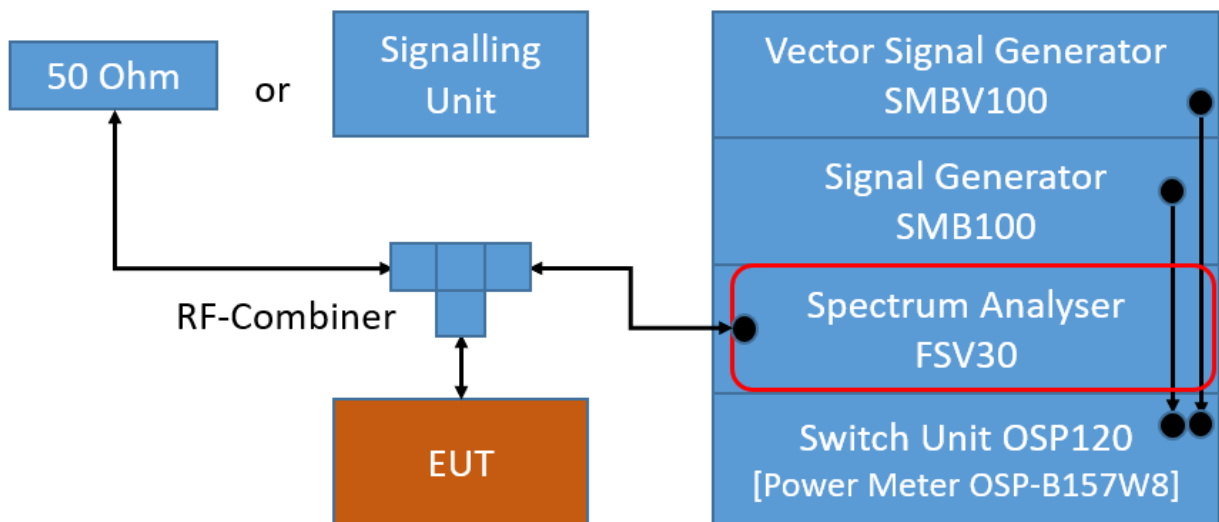 50 Ohm
or
Signalling
Unit
Vector Signal Generator
SMBV100
Signal Generator
SMB100
RF-Combiner
Spectrum Analyser
FSV30
EUT
Switch Unit OSP120
[Power Meter OSP-B157W8]